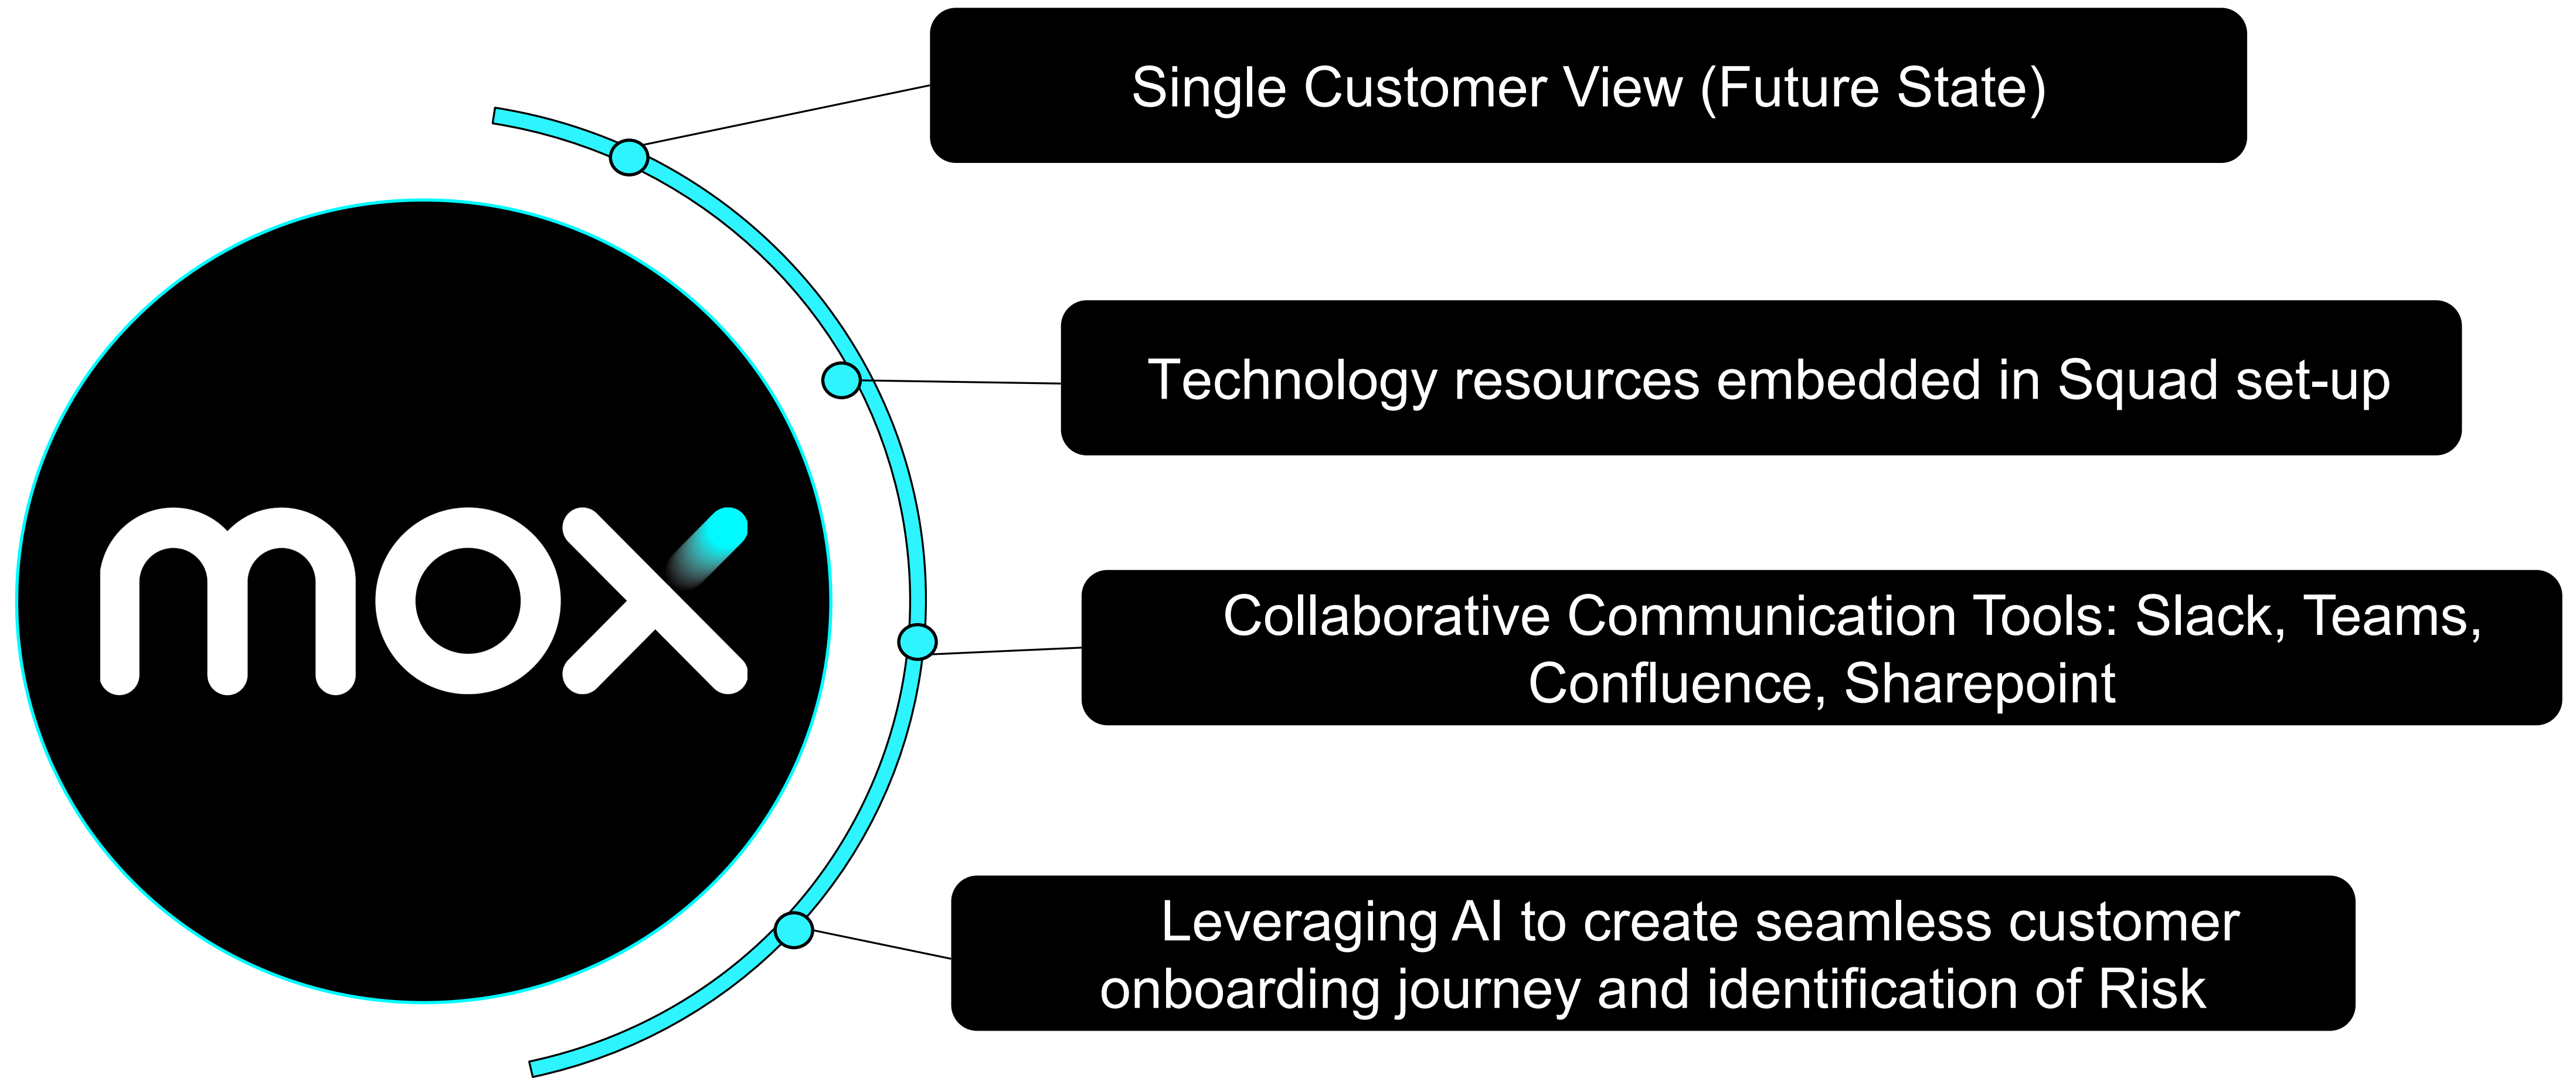 Single Customer View (Future State)
Technology resources embedded in Squad set-up
mox
Collaborative Communication Tools: Slack, Teams,
Confluence, Sharepoint
Leveraging AI to create seamless customer
onboarding journey and identification of Risk